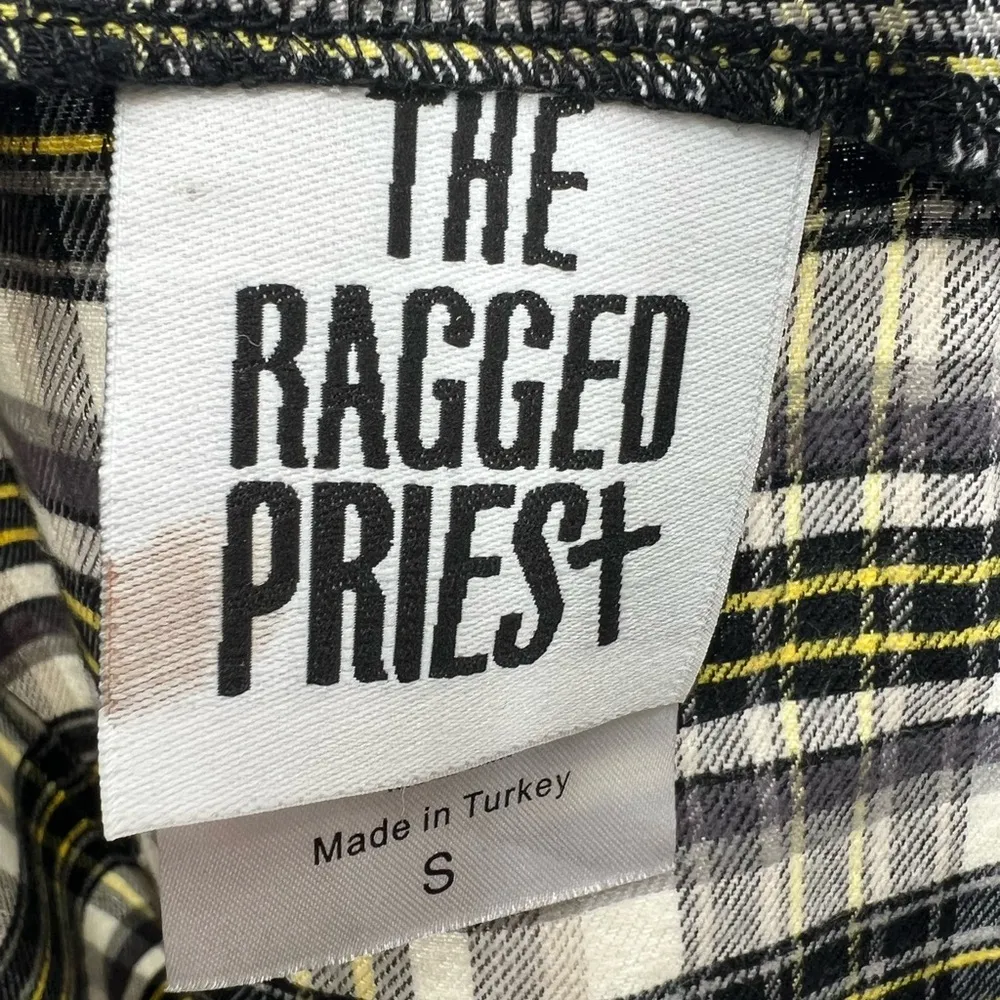 THE
RAGGED
PRIEST
Made in Turkey
S